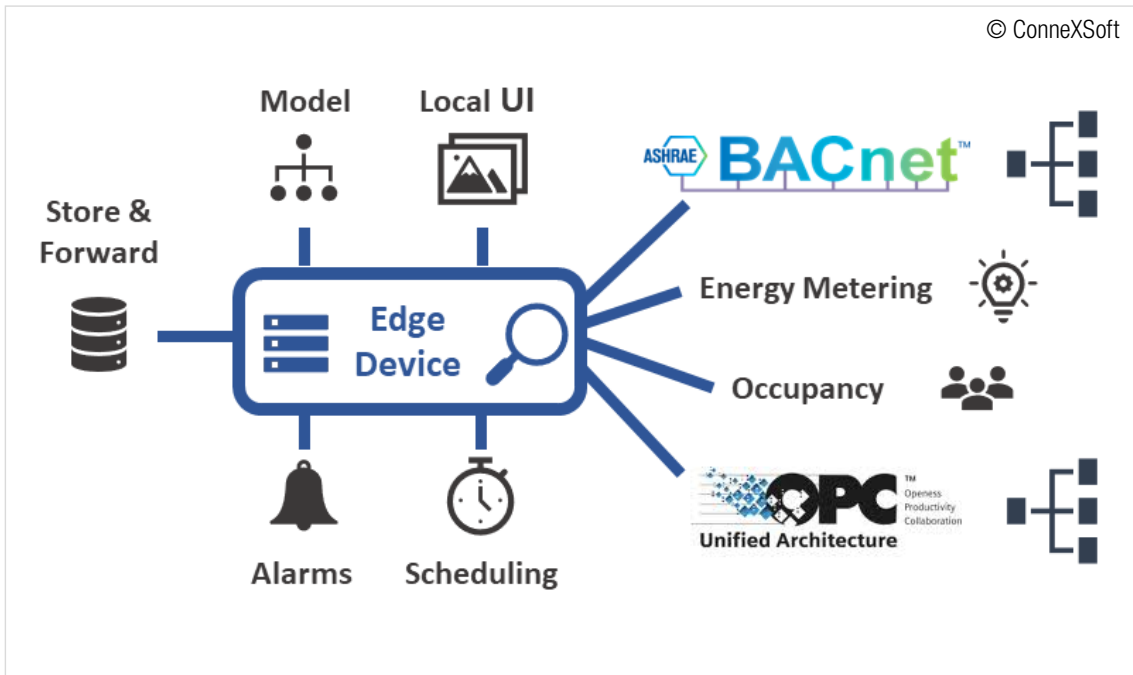 © ConneXSoft
Model
Local UI
ASHRAE BACnet™
Store &
Forward
Energy Metering
Edge
Device
Occupancy
OPC™
Openess
Productivity
Collaboration
Unified Architecture
Alarms
Scheduling